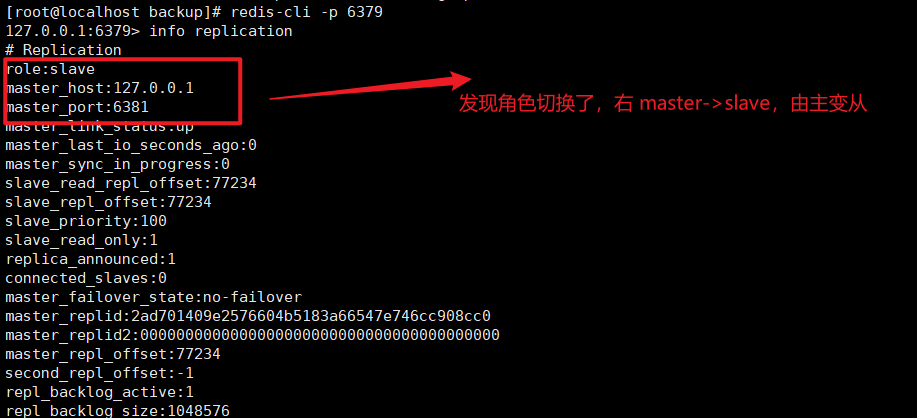 [root@localhost backup]# redis-cli -p 6379
127.0.0.1:6379> info replication
# Replication
role:slave
master_host:127.0.0.1
master_port:6381
发现角色切换了，右 master->slave，由主变从
master_link_status:up
master_last_io_seconds_ago:0
master_sync_in_progress:0
slave_read_repl_offset:77234
slave_repl_offset:77234
slave_priority:100
slave_read_only:1
replica_announced:1
connected_slaves:0
master_failover_state:no-failover
master_replid:2ad701409e2576604b5183a66547e746cc908cc0
master_replid2:0000000000000000000000000000000000000000
master_repl_offset:77234
second_repl_offset:-1
repl_backlog_active:1
repl_backlog_size:1048576